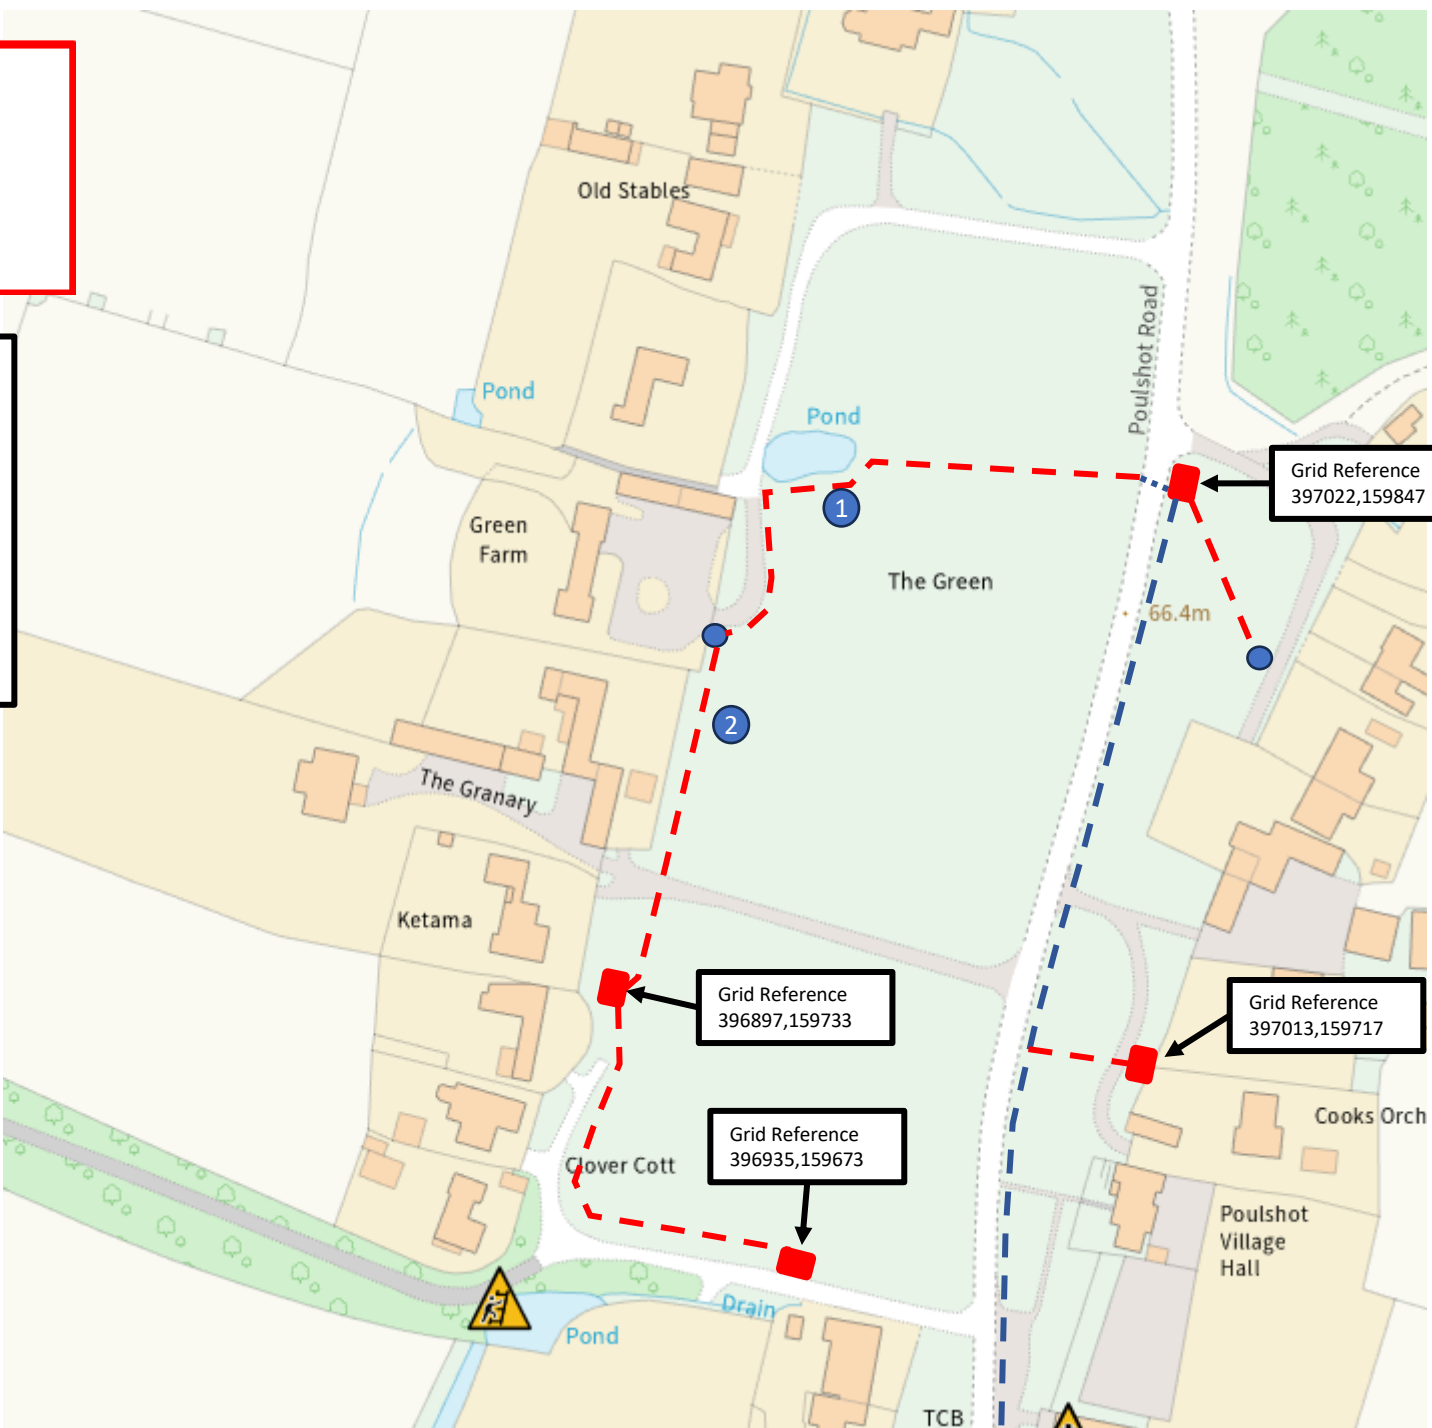 Old Stables
Poulshot Road
Pond
Pond
Grid Reference
397022,159847
1
Green
Farm
The Green
66.4m
2
The Granary
Ketama
Grid Reference
396897,159733
Grid Reference
397013,159717
Cooks Orch
Grid Reference
396935,159673
Clover Cott
Poulshot
Village
Hall
Drain
Pond
TCB